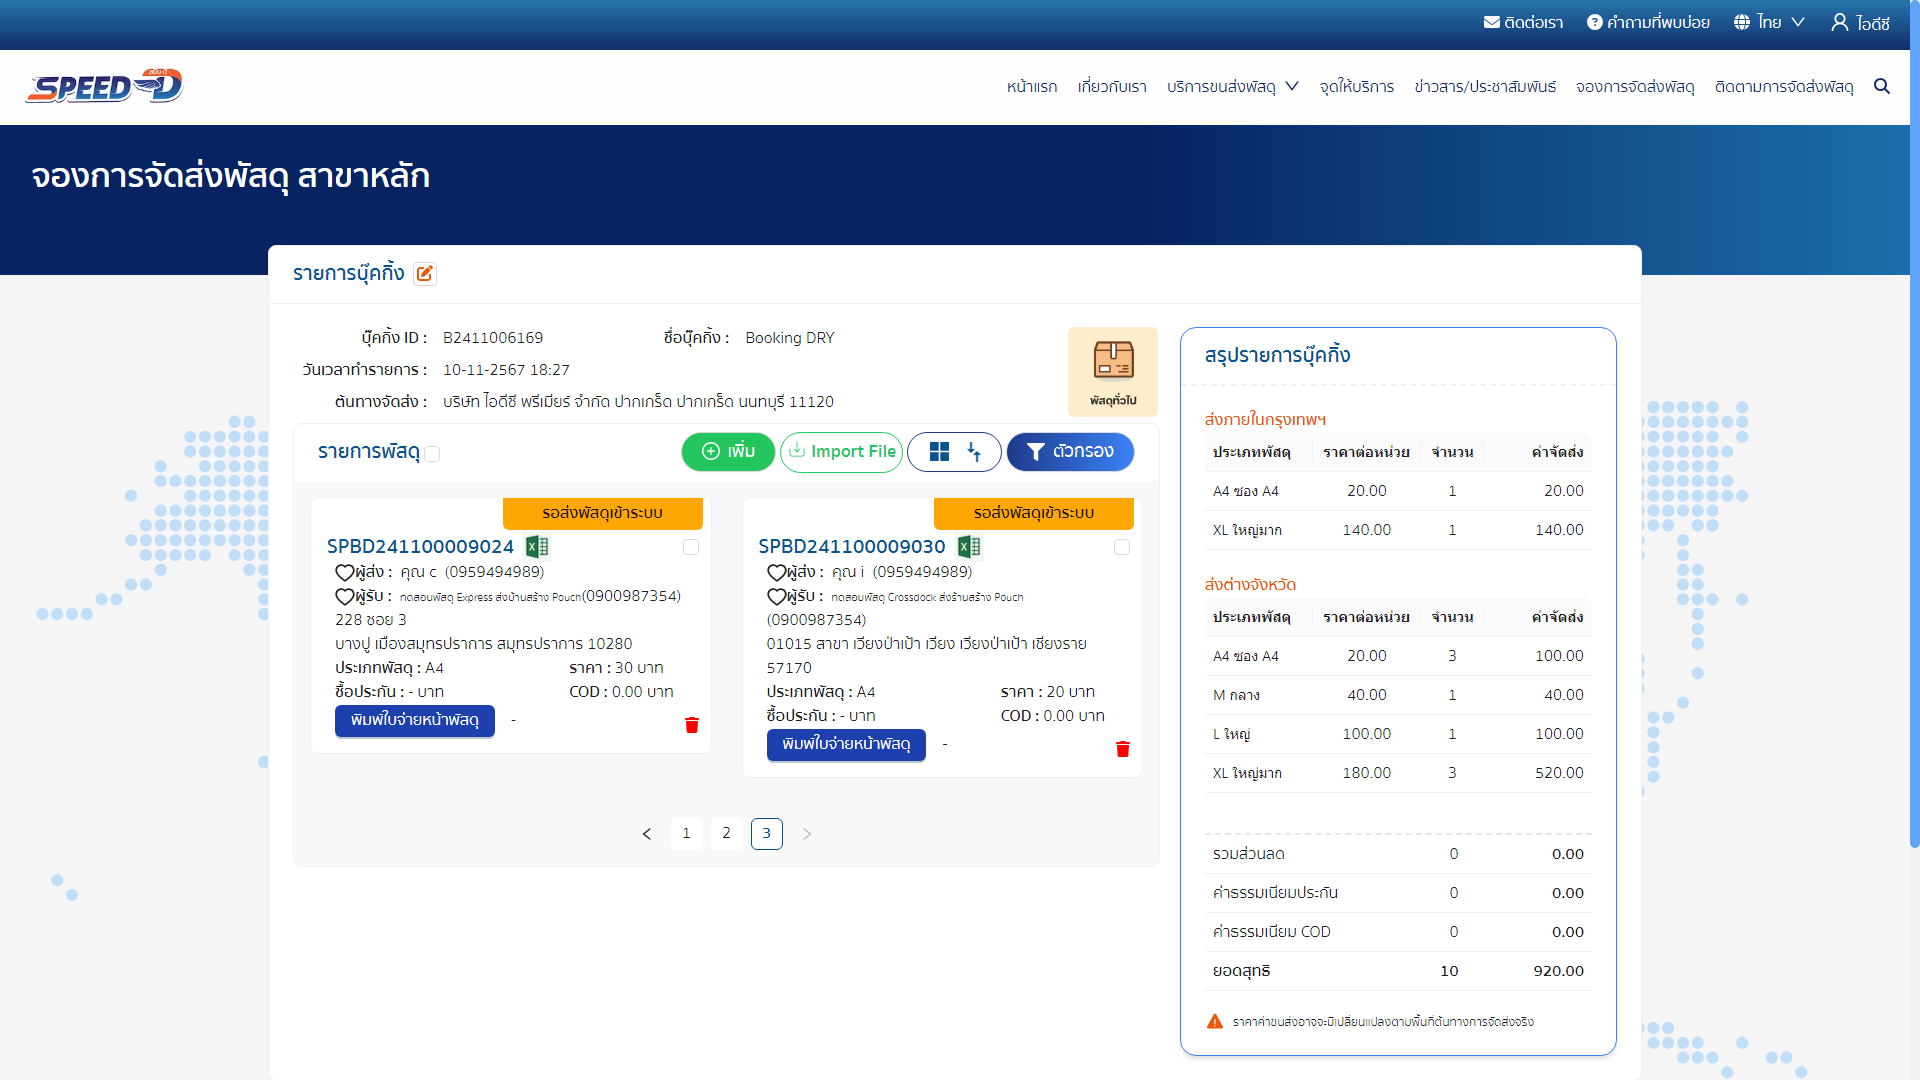 ติดต่อเรา คำถามที่พบบ่อย ไทย ไอดีซี
SPEED-D สปีด-ดี
หน้าแรก เกี่ยวกับเรา บริการขนส่งพัสดุ จุดให้บริการ ข่าวสาร/ประชาสัมพันธ์ จองการจัดส่งพัสดุ ติดตามการจัดส่งพัสดุ
จองการจัดส่งพัสดุ สาขาหลัก
รายการบุ๊คกิ้ง
บุ๊คกิ้ง ID : B2411006169 ชื่อบุ๊คกิ้ง : Booking DRY
วันเวลาทำรายการ : 10-11-2567 18:27
ต้นทางจัดส่ง : บริษัท ไอดีซี พรีเมียร์ จำกัด ปากเกร็ด ปากเกร็ด นนทบุรี 11120
พัสดุทั่วไป
รายการพัสดุ เพิ่ม Import File ตัวกรอง
รอส่งพัสดุเข้าระบบ
SPBD241100009024
ผู้ส่ง : คุณ c (0959494989)
ผู้รับ : ทดสอบพัสดุ Express ส่งบ้านสร้าง Pouch(0900987354)
228 ซอย 3
บางปู เมืองสมุทรปราการ สมุทรปราการ 10280
ประเภทพัสดุ : A4 ราคา : 30 บาท
ซื้อประกัน : - บาท COD : 0.00 บาท
พิมพ์ใบจ่ายหน้าพัสดุ -
รอส่งพัสดุเข้าระบบ
SPBD241100009030
ผู้ส่ง : คุณ i (0959494989)
ผู้รับ : ทดสอบพัสดุ Crossdock ส่งร้านสร้าง Pouch
(0900987354)
01015 สาขา เวียงป่าเป้า เวียง เวียงป่าเป้า เชียงราย
57170
ประเภทพัสดุ : A4 ราคา : 20 บาท
ซื้อประกัน : - บาท COD : 0.00 บาท
พิมพ์ใบจ่ายหน้าพัสดุ -
1 2 3
สรุปรายการบุ๊คกิ้ง
ส่งภายในกรุงเทพฯ
ประเภทพัสดุ ราคาต่อหน่วย จำนวน ค่าจัดส่ง
A4 ซอง A4 20.00 1 20.00
XL ใหญ่มาก 140.00 1 140.00
ส่งต่างจังหวัด
ประเภทพัสดุ ราคาต่อหน่วย จำนวน ค่าจัดส่ง
A4 ซอง A4 20.00 3 100.00
M กลาง 40.00 1 40.00
L ใหญ่ 100.00 1 100.00
XL ใหญ่มาก 180.00 3 520.00
รวมส่วนลด 0 0.00
ค่าธรรมเนียมประกัน 0 0.00
ค่าธรรมเนียม COD 0 0.00
ยอดสุทธิ 10 920.00
ราคาค่าขนส่งอาจจะมีเปลี่ยนแปลงตามพื้นที่ต้นทางการจัดส่งจริง